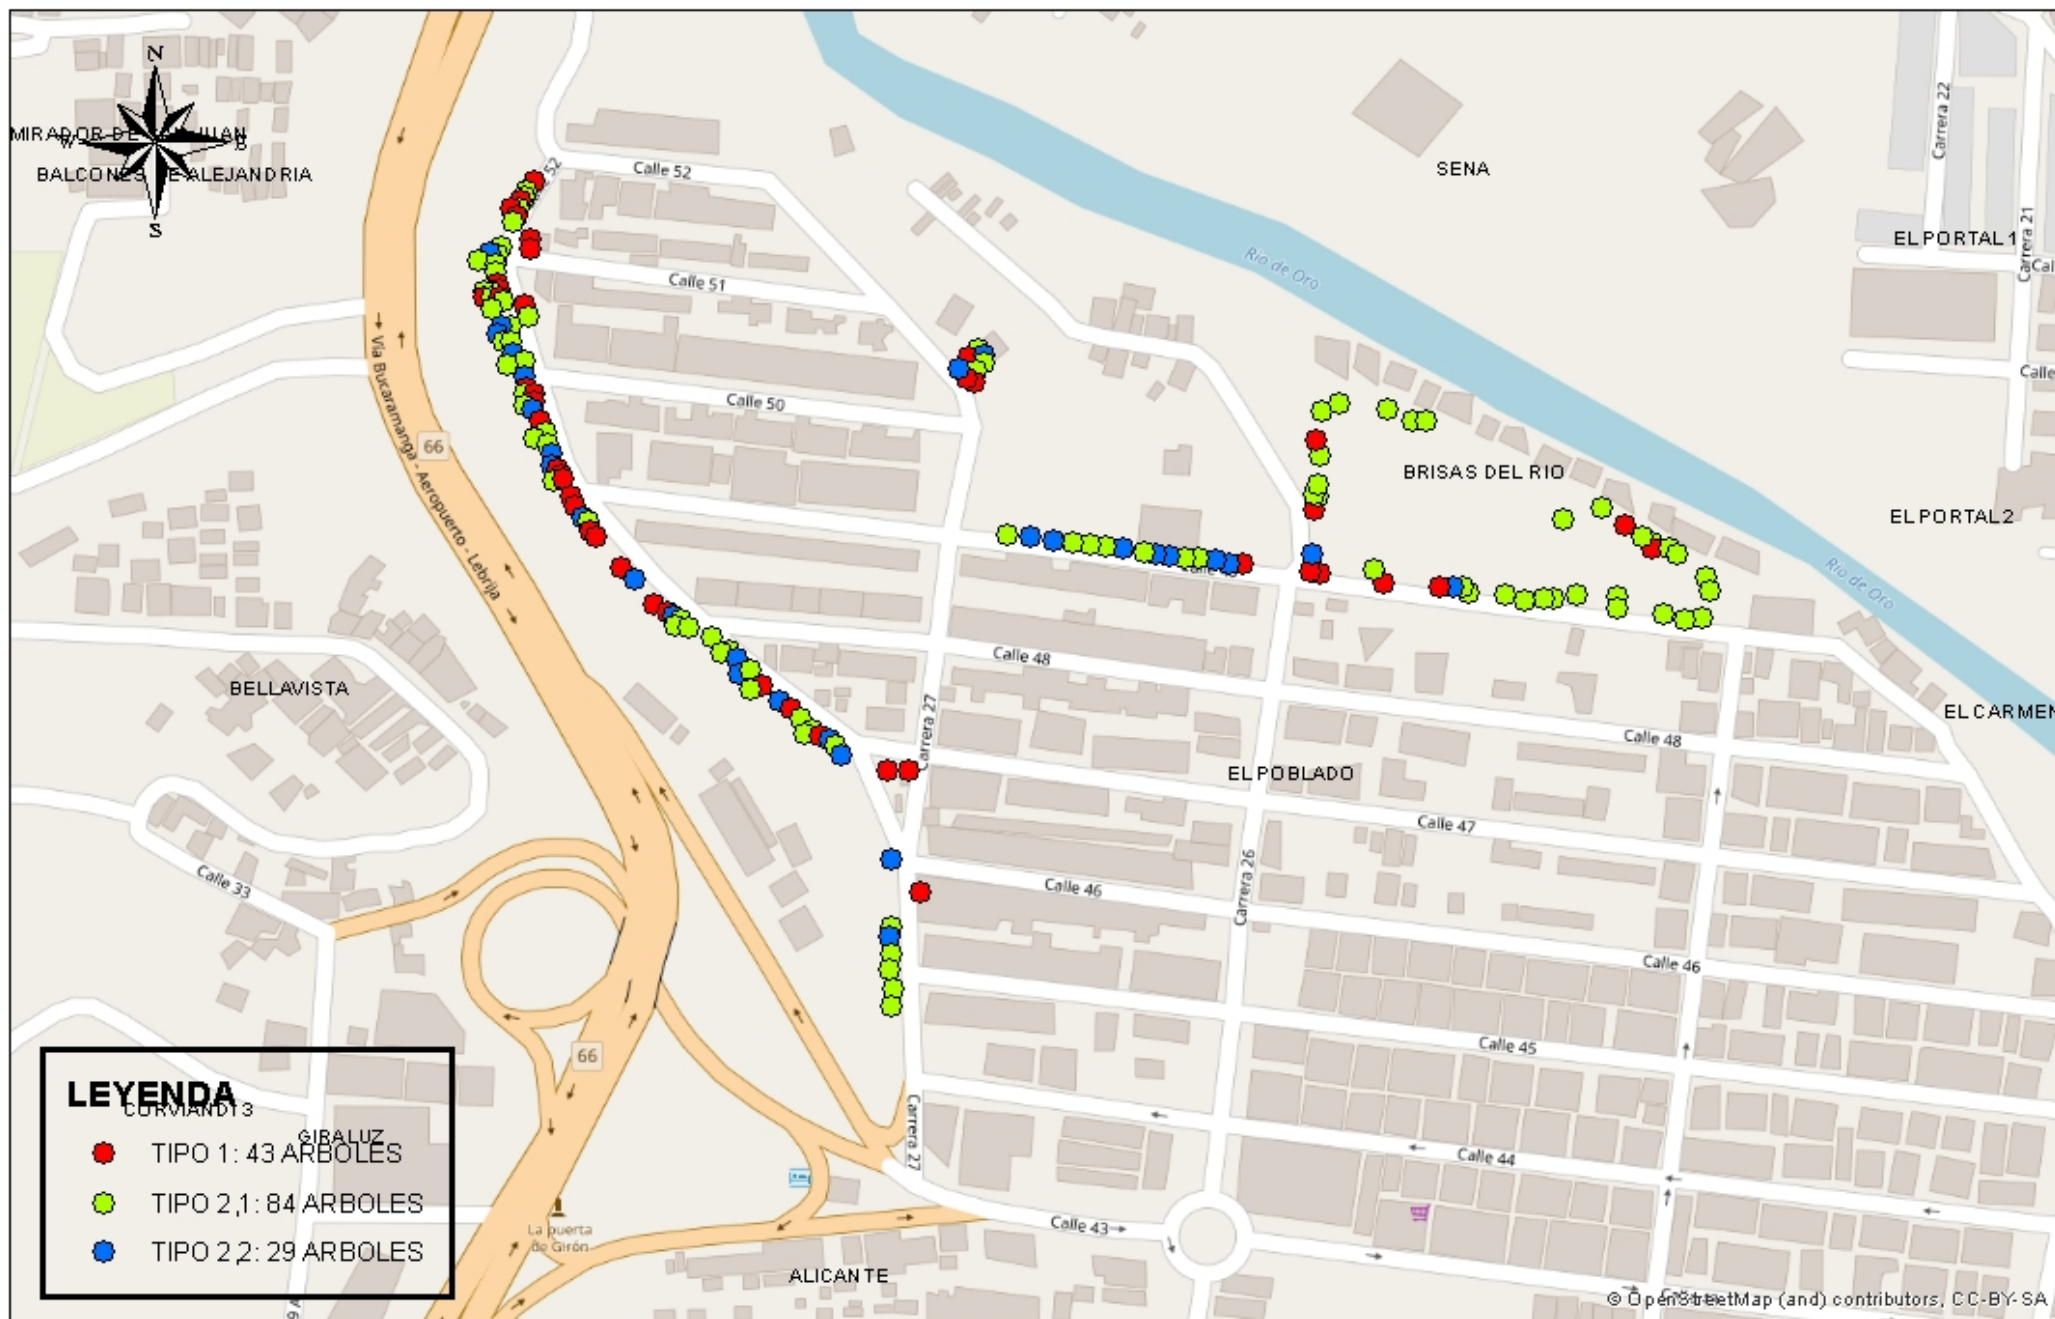 N
W
S
MIRADOR DE
BALCONES DE ALEJANDRIA
52
Calle 52
SENA
Carrera 22
EL PORTAL 1
Carrera 21
Río de Oro
Calle 51
Calle 50
66
Vía Bucaramanga - Aeropuerto - Lebrija
BRISAS DEL RIO
EL PORTAL 2
Río de Oro
Calle 48
BELLAVISTA
Carrera 27
EL CARMEN
Calle 48
EL POBLADO
Calle 47
Calle 33
Calle 46
Carrera 26
Calle 46
66
Calle 45
LEYENDA
GIRALUZ
TIPO 1: 43 ARBOLES
TIPO 2,1: 84 ARBOLES
TIPO 2,2: 29 ARBOLES
Carrera 27
Calle 44
La puerta
de Girón
Calle 43
ALICANTE
© OpenStreetMap (and) contributors, CC-BY-SA